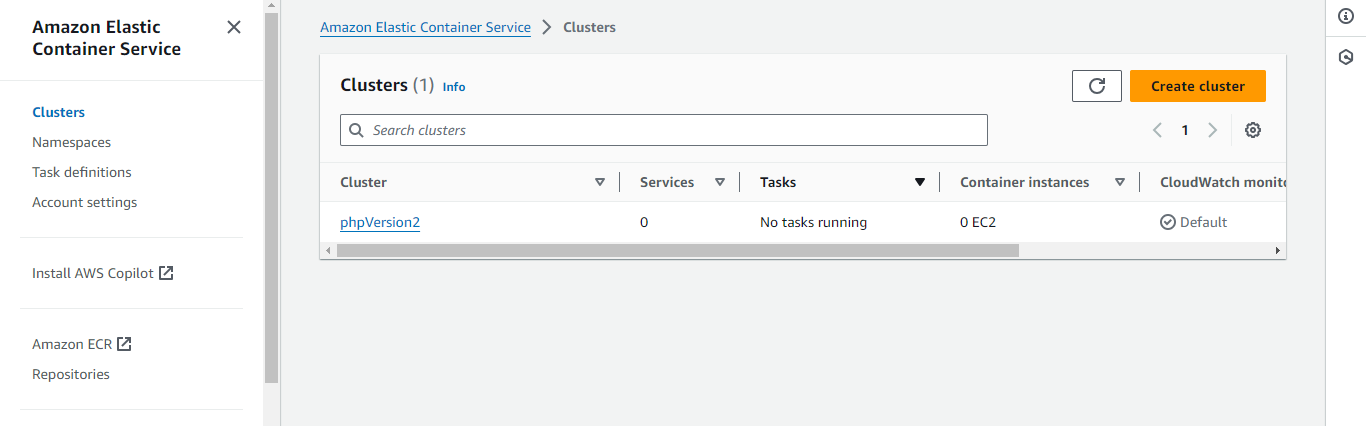 Amazon Elastic
Container Service
Clusters
Namespaces
Task definitions
Account settings
Install AWS Copilot
Amazon ECR
Repositories
Amazon Elastic Container Service > Clusters
Clusters (1) Info
Create cluster
Search clusters
1
Cluster Services Tasks Container instances CloudWatch monito
phpVersion2 0 No tasks running 0 EC2 Default